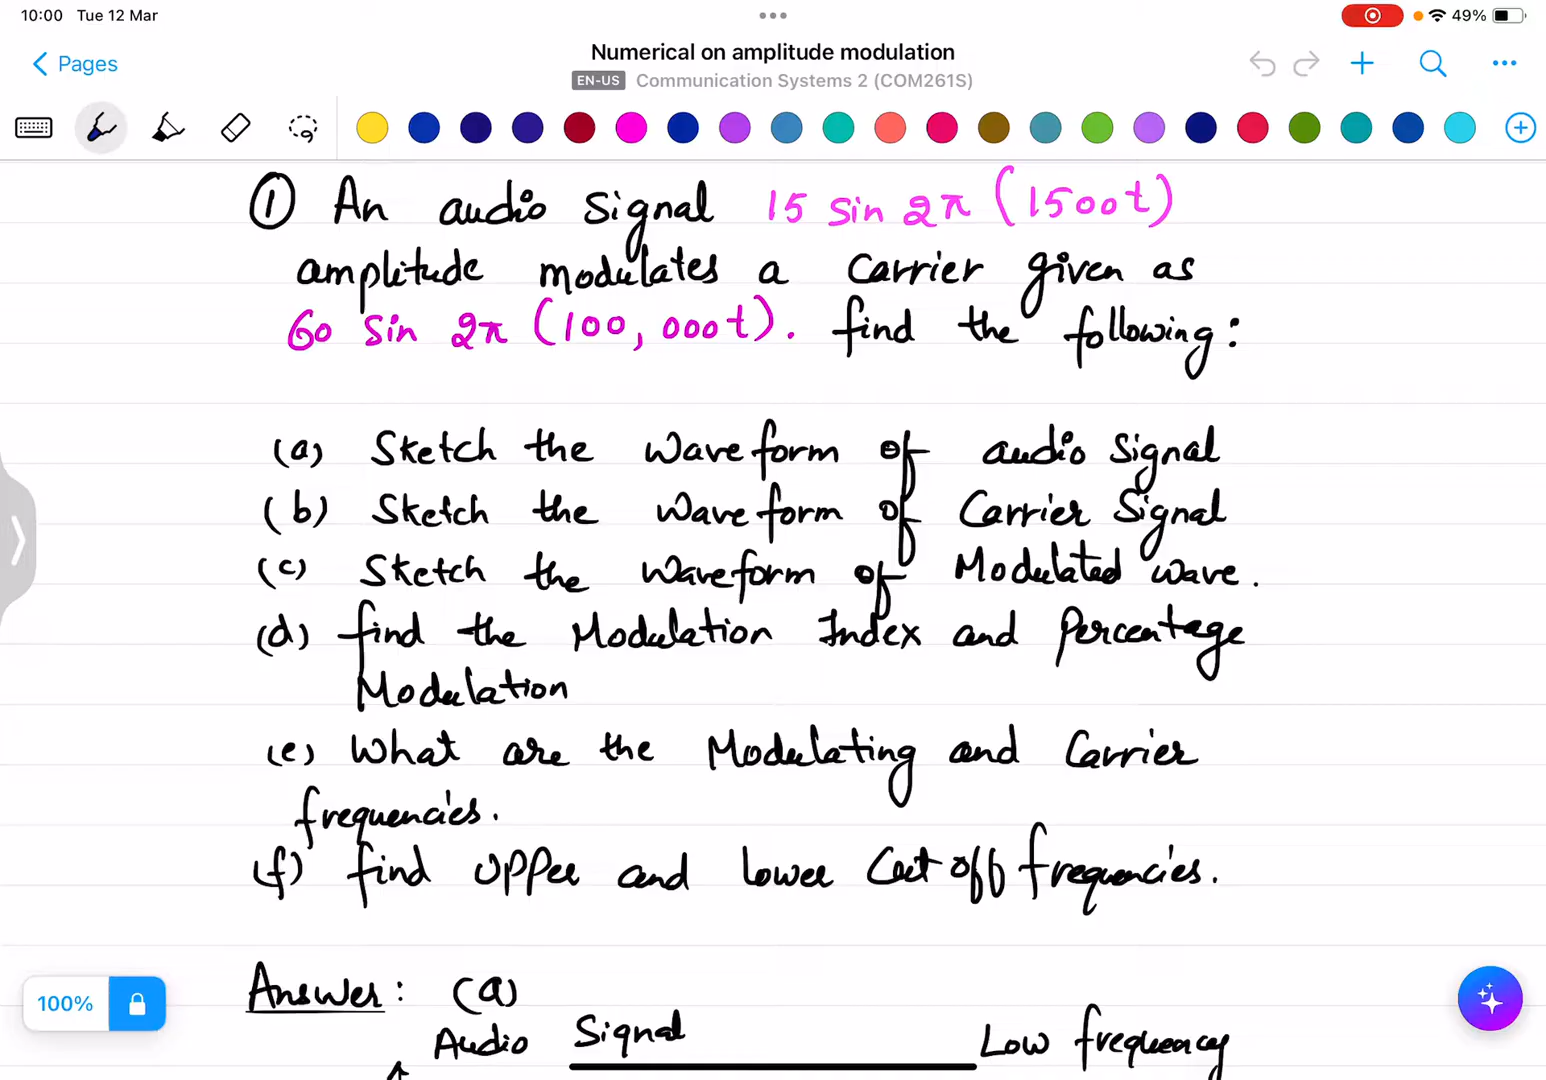 10:00 Tue 12 Mar
49%
Pages
Numerical on amplitude modulation
EN-US Communication Systems 2 (COM261S)
① An audio signal 15 sin 2π (1500t)
amplitude modulates a carrier given as
60 sin 2π (100,000t). find the following:
(a) Sketch the waveform of audio signal
(b) Sketch the waveform of Carrier Signal
(c) Sketch the waveform of Modulated wave.
(d) find the Modulation Index and Percentage
Modulation
(e) What are the Modulating and Carrier
frequencies.
(f) find upper and lower Cut off frequencies.
Answer: (a)
100%
Audio Signal Low frequency